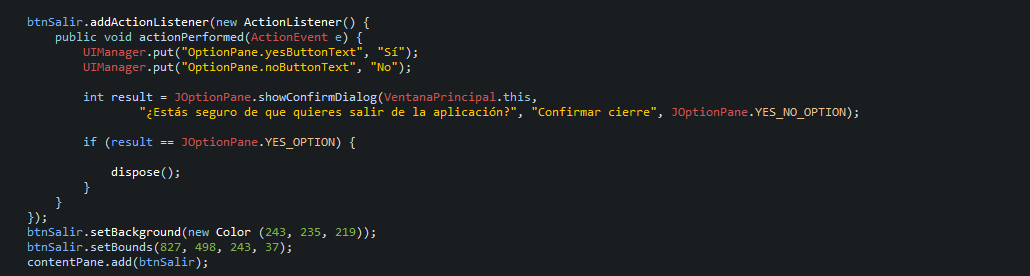 btnSalir.addActionListener(new ActionListener() {
public void actionPerformed(ActionEvent e) {
UIManager.put("OptionPane.yesButtonText", "Sí");
UIManager.put("OptionPane.noButtonText", "No");
int result = JOptionPane.showConfirmDialog(VentanaPrincipal.this,
"¿Estás seguro de que quieres salir de la aplicación?", "Confirmar cierre", JOptionPane.YES_NO_OPTION);
if (result == JOptionPane.YES_OPTION) {
dispose();
}
}
});
btnSalir.setBackground(new Color (243, 235, 219));
btnSalir.setBounds(827, 498, 243, 37);
contentPane.add(btnSalir);